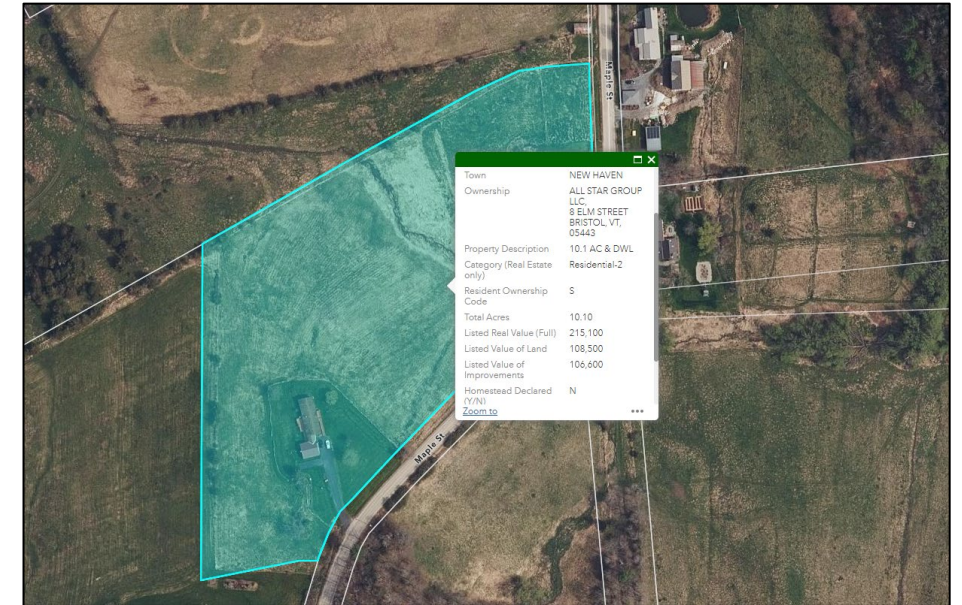 Maple St
Town NEW HAVEN
Ownership ALL STAR GROUP
LLC,
8 ELM STREET
BRISTOL, VT,
05443
Property Description 10.1 AC & DWL
Category (Real Estate Residential-2
only)
Resident Ownership S
Code
Total Acres 10.10
Listed Real Value (Full) 215,100
Listed Value of Land 108,500
Listed Value of 106,600
Improvements
Homestead Declared N
(Y/N)
Zoom to
Maple St